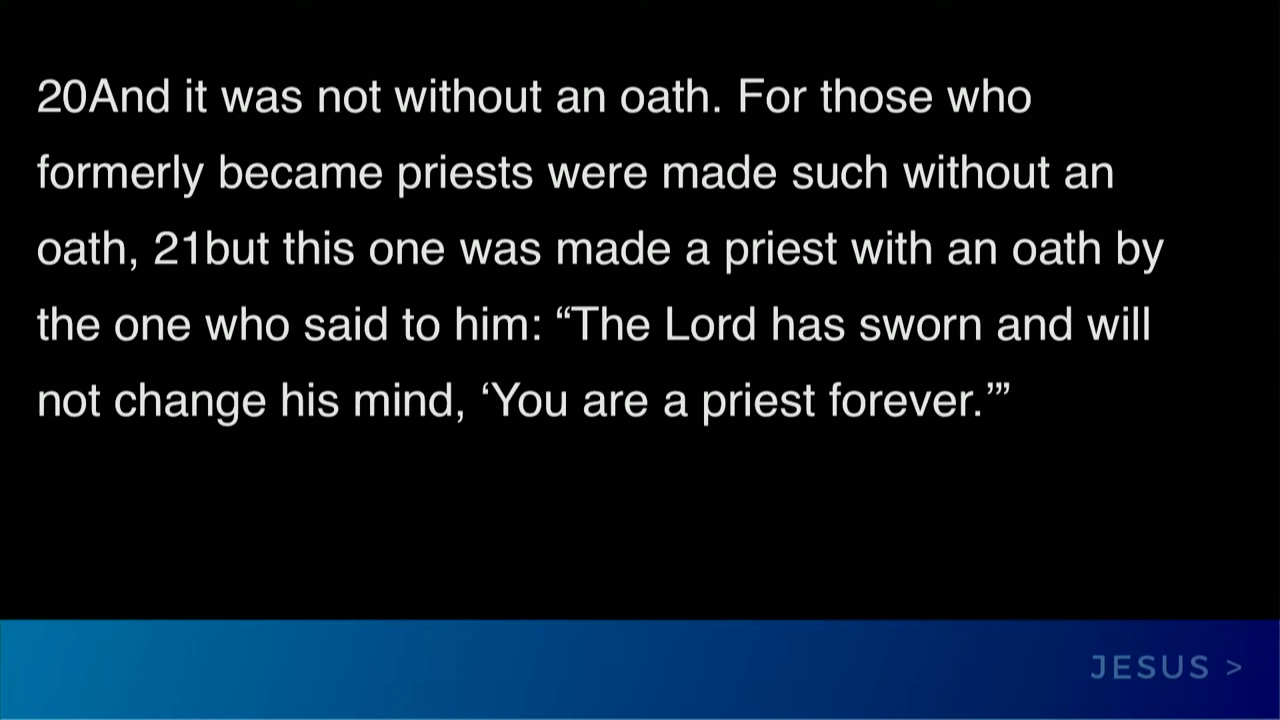 20And it was not without an oath. For those who
formerly became priests were made such without an
oath, 21but this one was made a priest with an oath by
the one who said to him: “The Lord has sworn and will
not change his mind, ‘You are a priest forever.’”
JESUS >